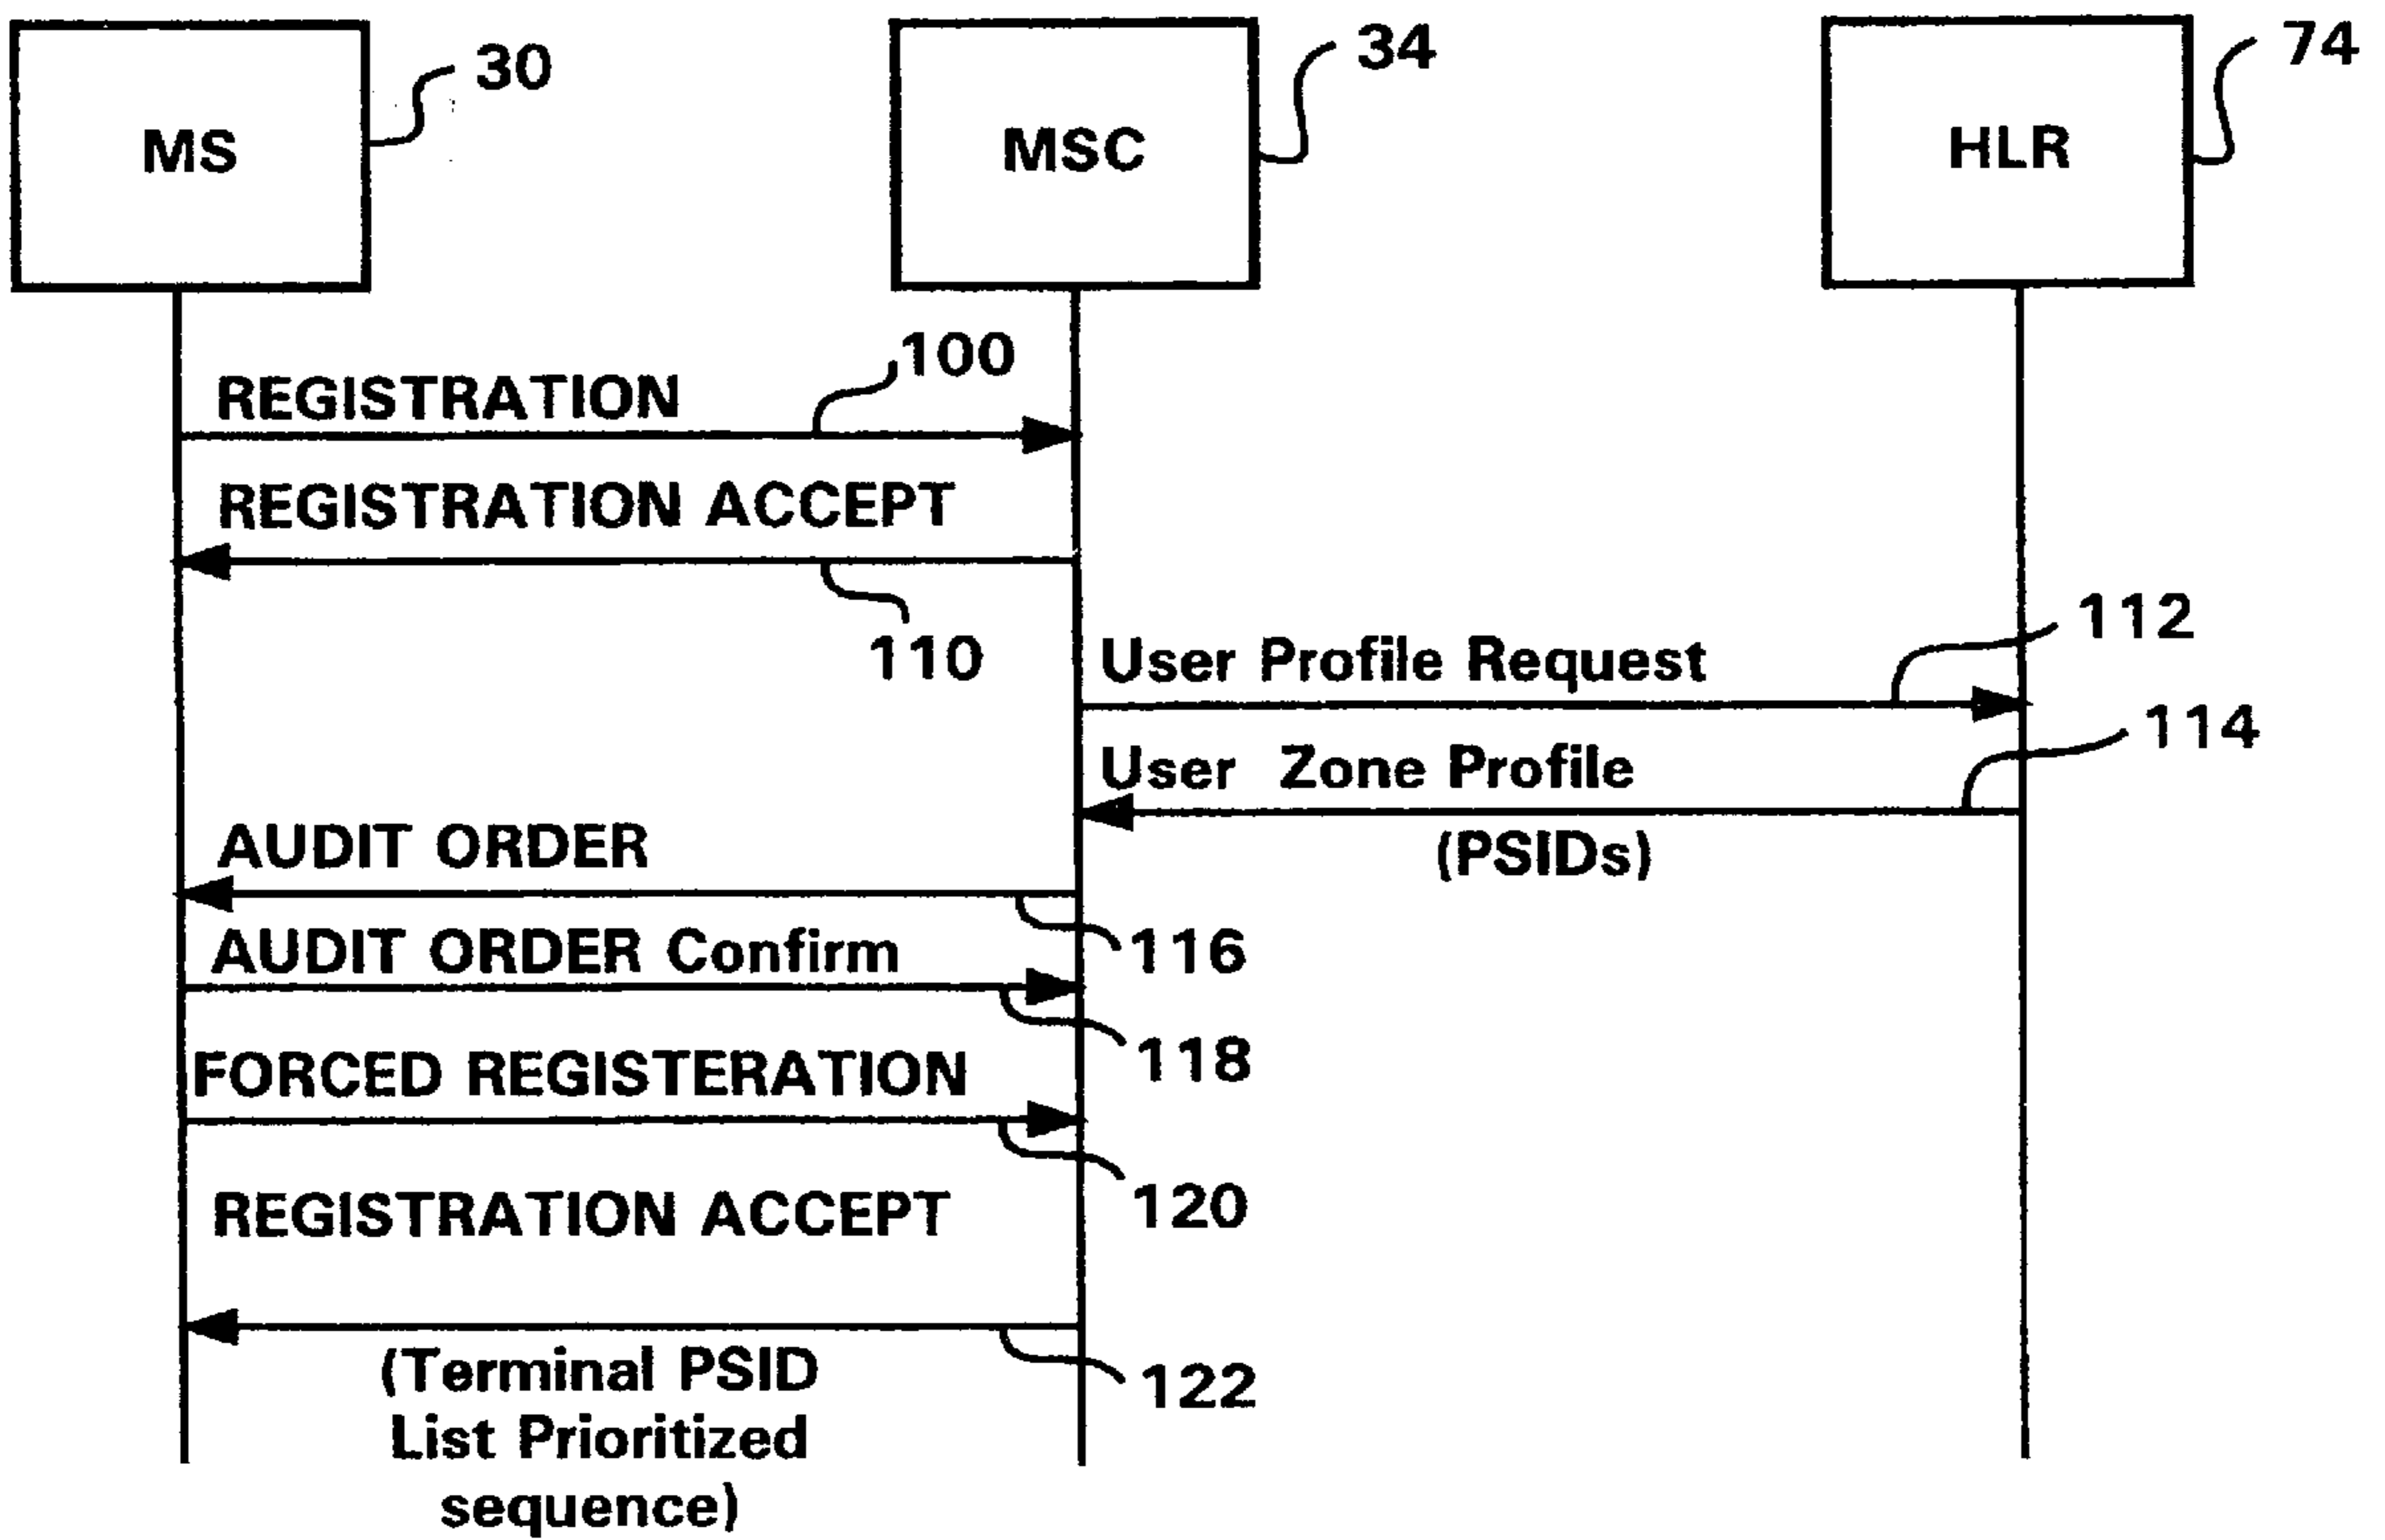 30
34
74
MS
MSC
HLR
100
REGISTRATION
REGISTRATION ACCEPT
110
112
User Profile Request
114
User Zone Profile
(PSIDs)
AUDIT ORDER
116
AUDIT ORDER Confirm
118
FORCED REGISTERATION
120
REGISTRATION ACCEPT
122
(Terminal PSID
List Prioritized
sequence)